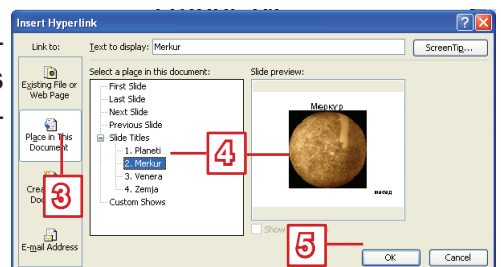 Insert Hyperlink
Link to:
Text to display: Merkur
ScreenTip...
Select a place in this document:
Slide preview:
Existing File or
Web Page
Place in This
Document
E-mail Address
First Slide
Last Slide
Next Slide
Previous Slide
Slide Titles
1. Planeti
2. Merkur
3. Venera
4. Zemja
Custom Shows
Меркур
назад
Show
3
4
5
OK
Cancel